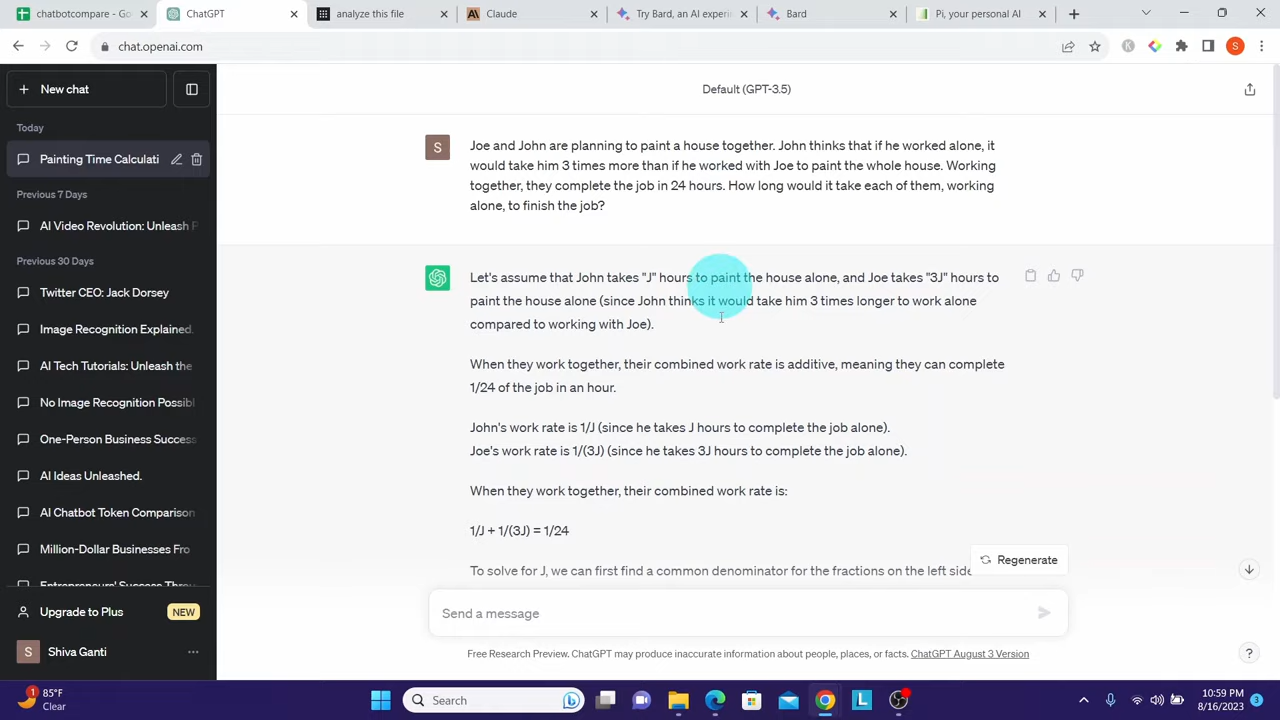 chatbotcompare - Go
ChatGPT
analyze this file
Claude
Try Bard, an AI experi
Bard
Pi, your personal AI
chat.openai.com
K
S
New chat
Default (GPT-3.5)
Today
Painting Time Calculati
Previous 7 Days
AI Video Revolution: Unleash P
Previous 30 Days
Twitter CEO: Jack Dorsey
Image Recognition Explained.
AI Tech Tutorials: Unleash the
No Image Recognition Possibl
One-Person Business Success
AI Ideas Unleashed.
AI Chatbot Token Comparison
Million-Dollar Businesses Fro
Entrepreneurs' Success Throu
Upgrade to Plus
NEW
S
Shiva Ganti
S
Joe and John are planning to paint a house together. John thinks that if he worked alone, it
would take him 3 times more than if he worked with Joe to paint the whole house. Working
together, they complete the job in 24 hours. How long would it take each of them, working
alone, to finish the job?
Let's assume that John takes "J" hours to paint the house alone, and Joe takes "3J" hours to
paint the house alone (since John thinks it would take him 3 times longer to work alone
compared to working with Joe).
When they work together, their combined work rate is additive, meaning they can complete
1/24 of the job in an hour.
John's work rate is 1/J (since he takes J hours to complete the job alone).
Joe's work rate is 1/(3J) (since he takes 3J hours to complete the job alone).
When they work together, their combined work rate is:
1/J + 1/(3J) = 1/24
To solve for J, we can first find a common denominator for the fractions on the left side
Regenerate
Send a message
Free Research Preview. ChatGPT may produce inaccurate information about people, places, or facts. ChatGPT August 3 Version
?
1
85°F
Clear
Search
L
10:59 PM
8/16/2023
3